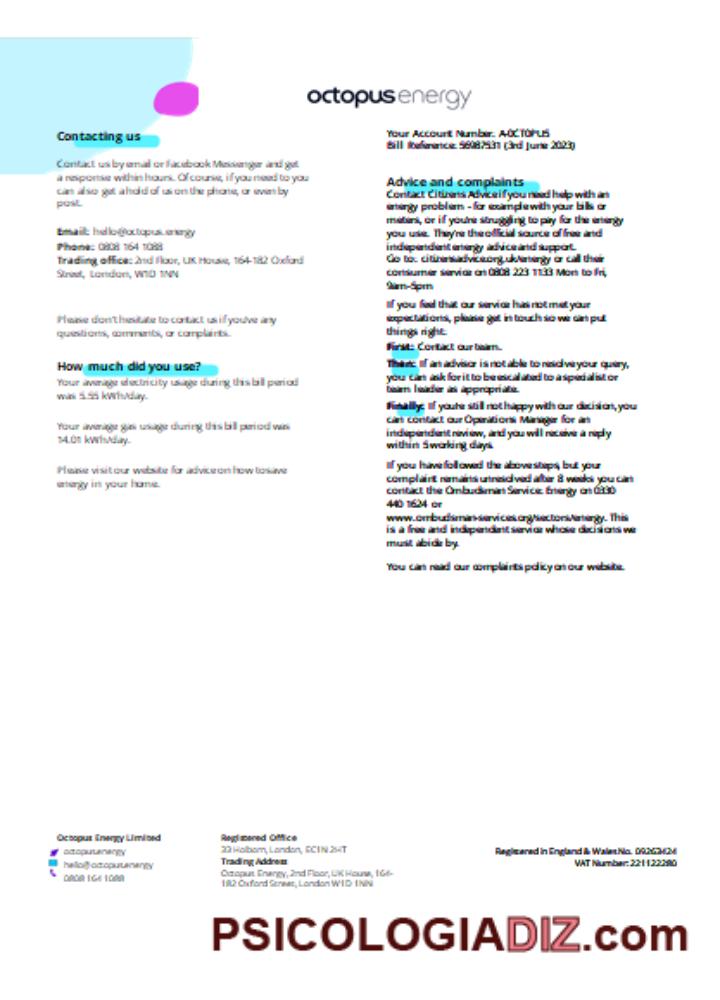 octopusenergy
Contacting us
Contact us by email or Facebook Messenger and get
a response within hours. Of course, if you need to you
can also get a hold of us on the phone, or even by
post.
Email: hello@octopus.energy
Phone: 0808 164 1088
Trading office: 2nd Floor, UK House, 164-182 Oxford
Street, London, W1D 1NN
Please don't hesitate to contact us if you've any
questions, comments, or complaints.
How much did you use?
Your average electricity usage during this bill period
was 5.55 kWh/day.
Your average gas usage during this bill period was
14.01 kWh/day.
Please visit our website for advice on how to save
energy in your home.
Your Account Number: A-0CT0PU5
Bill Reference: 56987531 (3rd June 2023)
Advice and complaints
Contact Citizens Advice if you need help with an
energy problem - for example with your bills or
meters, or if you're struggling to pay for the energy
you use. They're the official source of free and
independent energy advice and support.
Go to: citizensadvice.org.uk/energy or call their
consumer service on 0808 223 1133 Mon to Fri,
9am-5pm
If you feel that our service has not met your
expectations, please get in touch so we can put
things right.
First: Contact our team.
Then: If an advisor is not able to resolve your query,
you can ask for it to be escalated to a specialist or
team leader as appropriate.
Finally: If you're still not happy with our decision, you
can contact our Operations Manager for an
independent review, and you will receive a reply
within 5 working days.
If you have followed the above steps, but your
complaint remains unresolved after 8 weeks you can
contact the Ombudsman Service: Energy on 0330
440 1624 or
www.ombudsman-services.org/sectors/energy. This
is a free and independent service whose decisions we
must abide by.
You can read our complaints policy on our website.
Octopus Energy Limited
octopusenergy
hello@octopus.energy
0808 164 1088
Registered Office
33 Holborn, London, EC1N 2HT
Trading Address
Octopus Energy, 2nd Floor, UK House, 164-
182 Oxford Street, London W1D 1NN
Registered in England & Wales No. 09263424
VAT Number: 221122280
PSICOLOGIADIZ.com